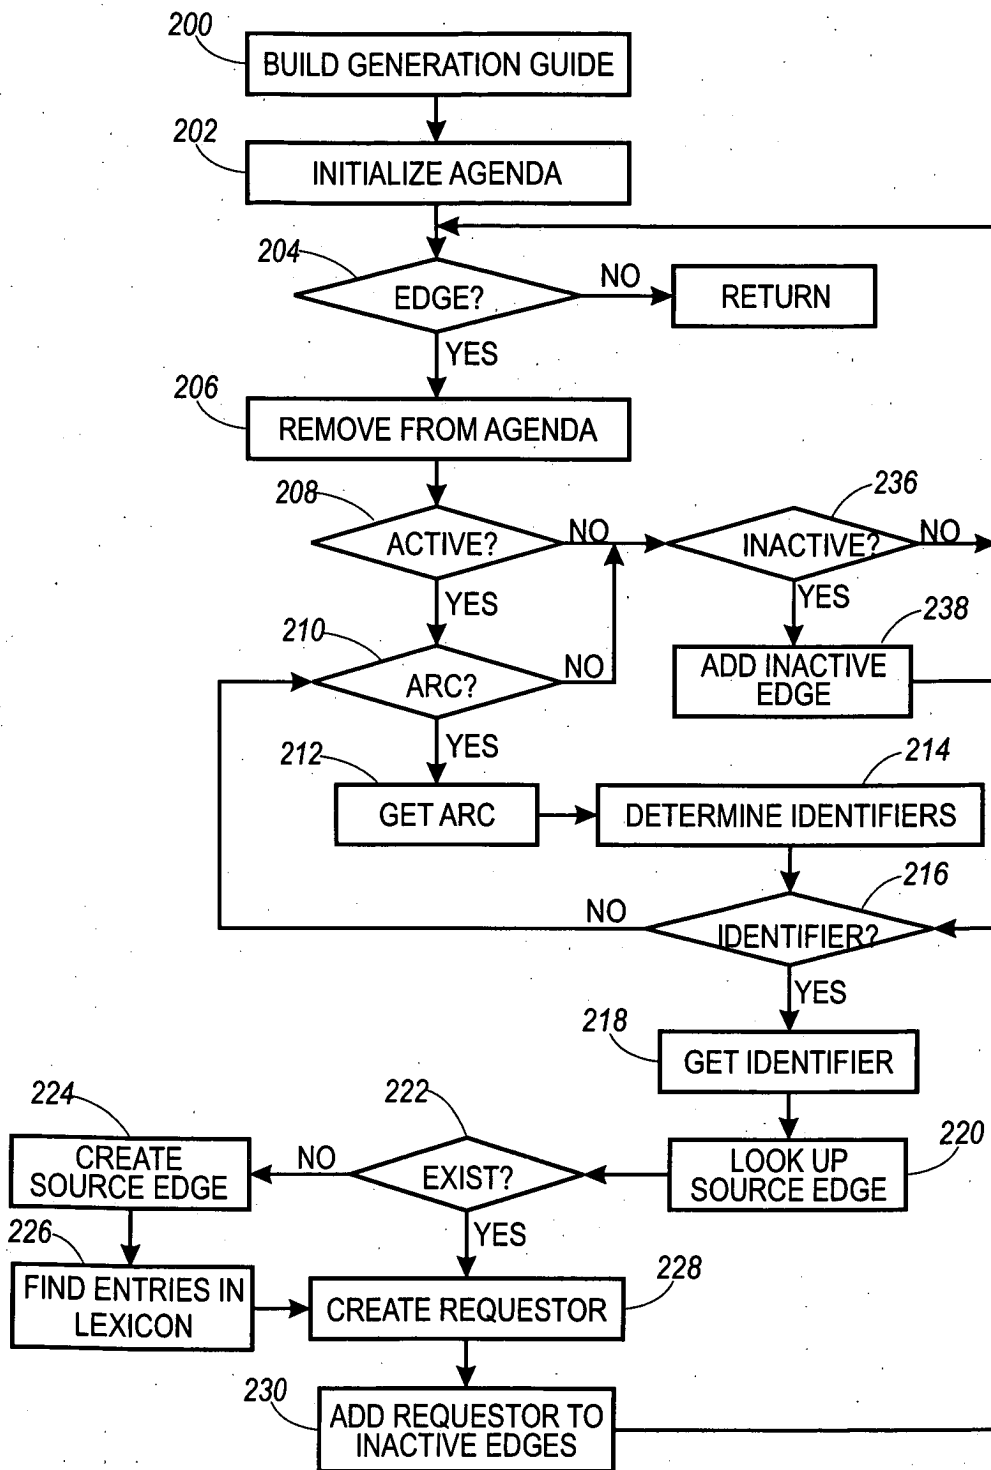 200
BUILD GENERATION GUIDE
202
INITIALIZE AGENDA
204
EDGE?
NO
RETURN
YES
206
REMOVE FROM AGENDA
208
ACTIVE?
NO
236
INACTIVE?
NO
YES
YES
238
ADD INACTIVE
EDGE
210
ARC?
NO
YES
212
GET ARC
214
DETERMINE IDENTIFIERS
216
IDENTIFIER?
NO
YES
218
GET IDENTIFIER
220
LOOK UP
SOURCE EDGE
222
EXIST?
NO
YES
224
CREATE
SOURCE EDGE
226
FIND ENTRIES IN
LEXICON
228
CREATE REQUESTOR
230
ADD REQUESTOR TO
INACTIVE EDGES